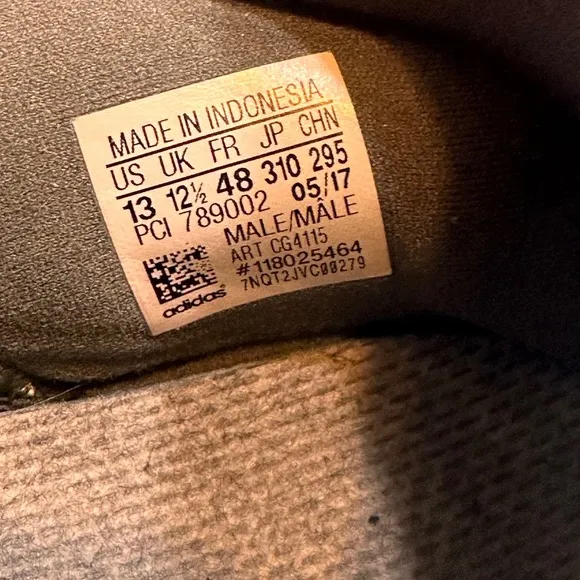 MADE IN INDONESIA
US UK FR JP CHN
13 12½ 48 310 295
PCI 789002 05/17
MALE/MÂLE
ART CG4115
#118025464
7NQT2JVC00279
adidas